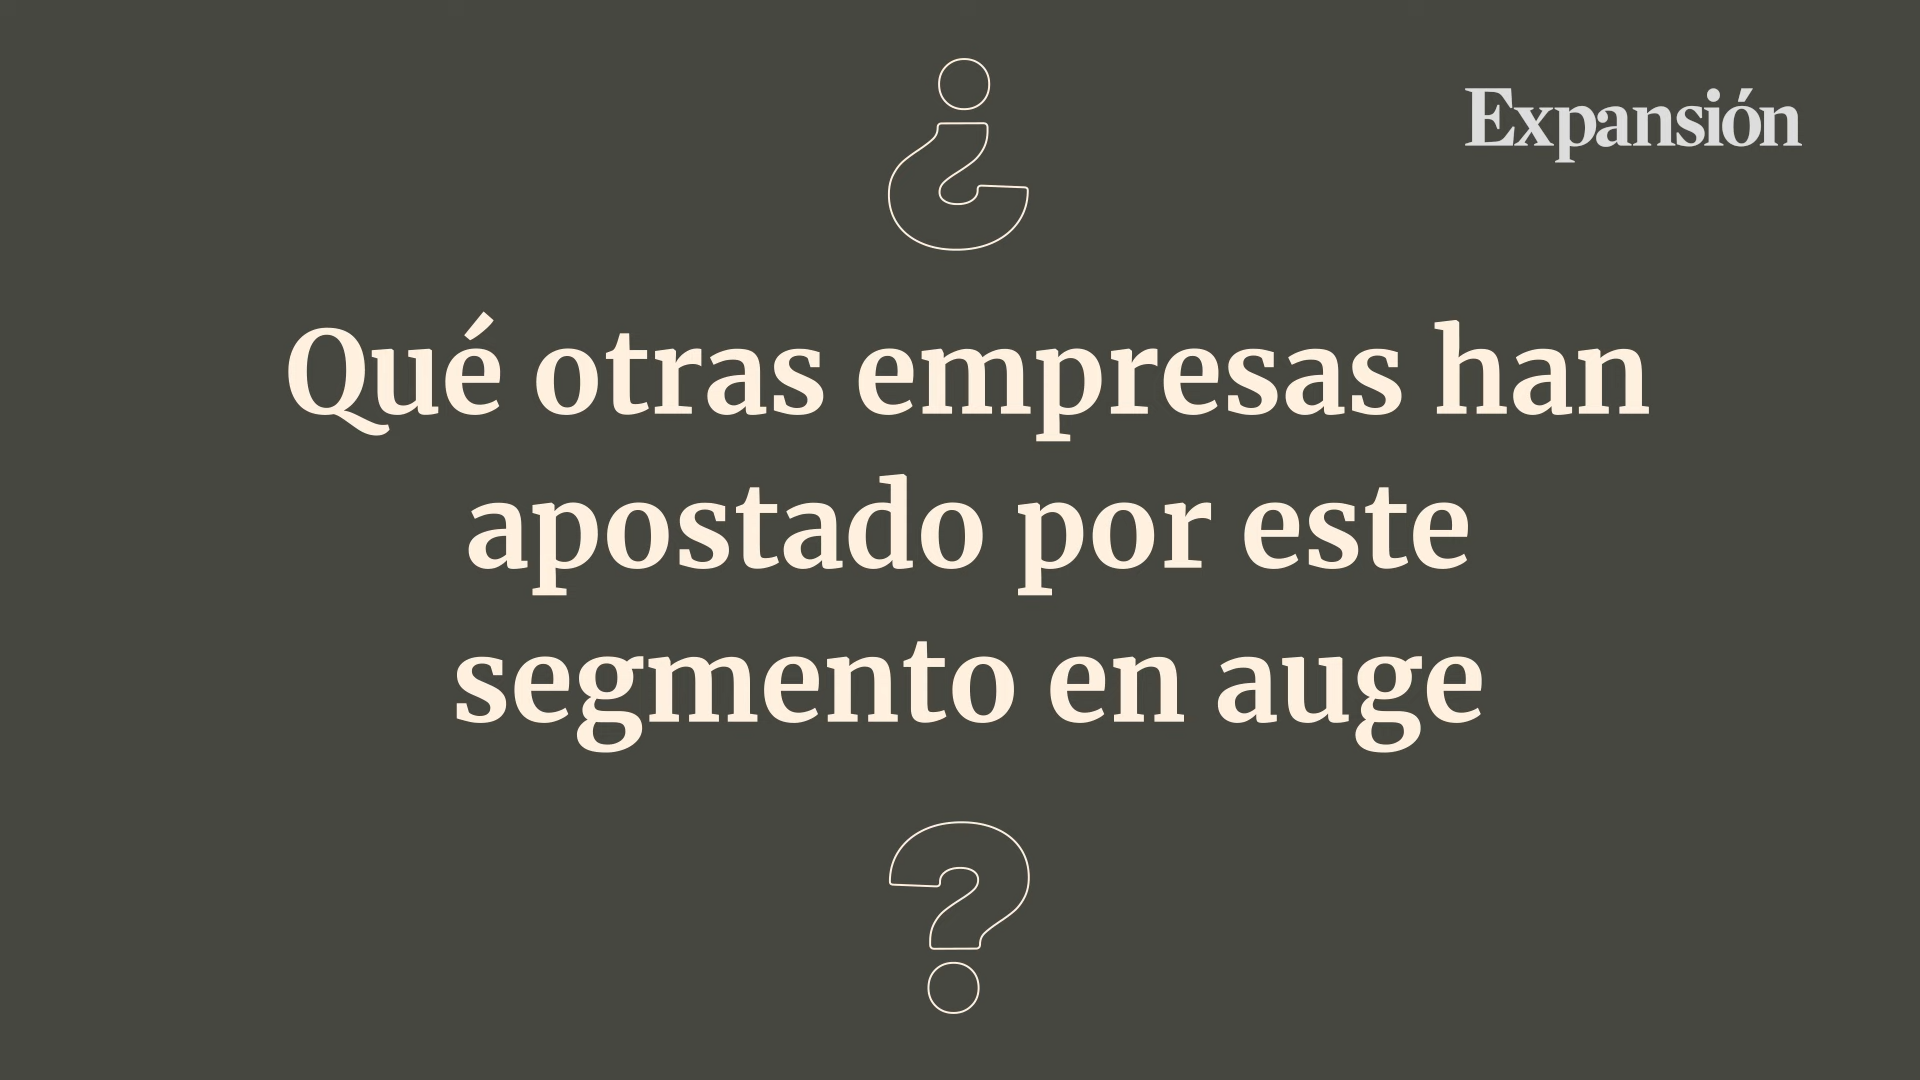 Expansión
¿
Qué otras empresas han
apostado por este
segmento en auge
?